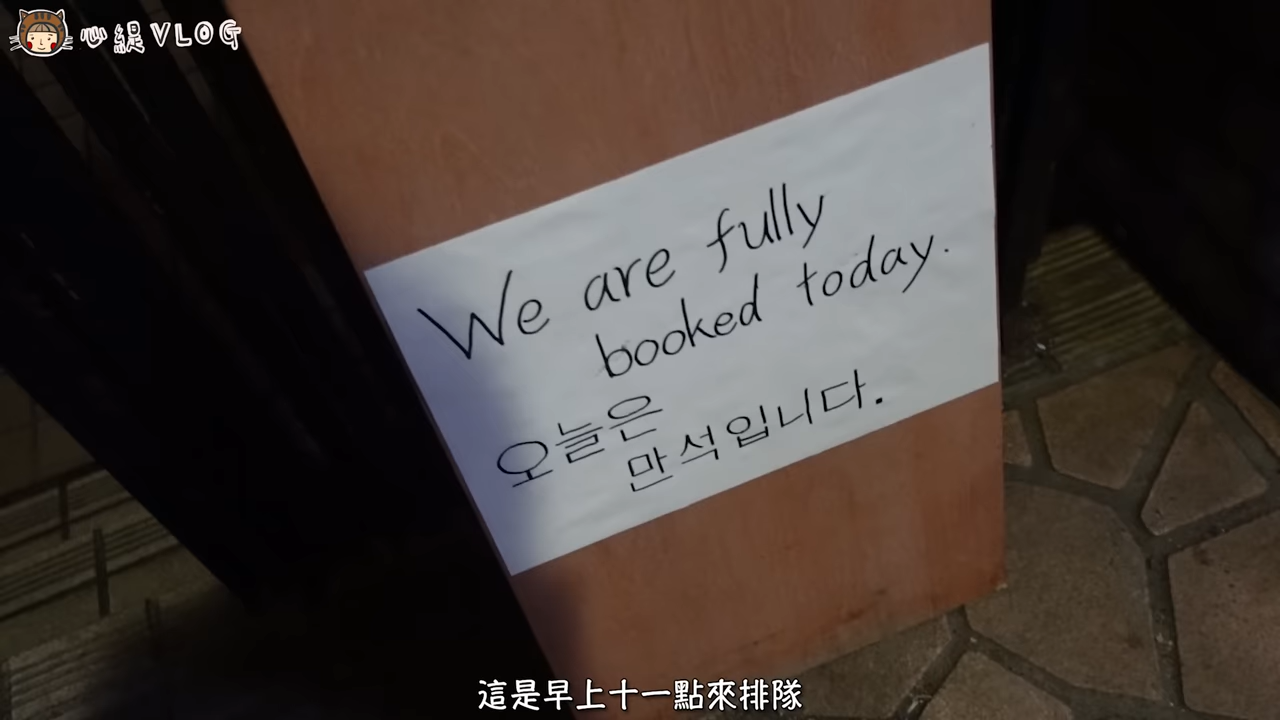 心緹VLOG
We are fully
booked today.
오늘은
만석입니다.
這是早上十一點來排隊